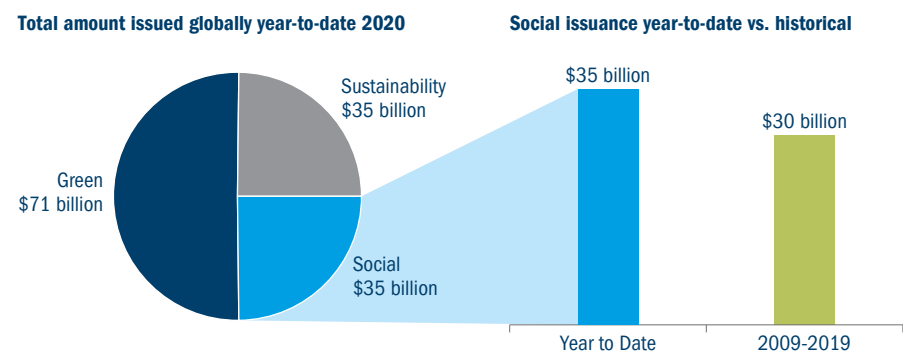 Total amount issued globally year-to-date 2020
Sustainability
$35 billion
Green
$71 billion
Social
$35 billion
Social issuance year-to-date vs. historical
$35 billion
$30 billion
Year to Date
2009-2019